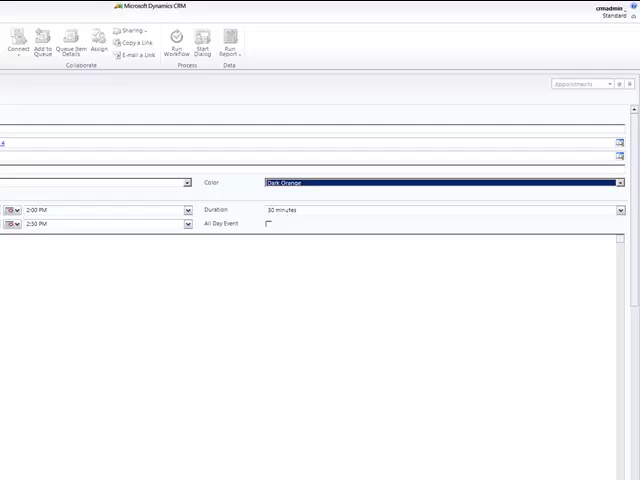 Microsoft Dynamics CRM
crmadmin
Standard
Connect
Add to Queue
Queue Item Details
Assign
Sharing
Copy a Link
E-mail a Link
Run Workflow
Start Dialog
Run Report
Collaborate
Process
Data
Appointments
4
Color
Dark Orange
2:00 PM
Duration
30 minutes
2:30 PM
All Day Event